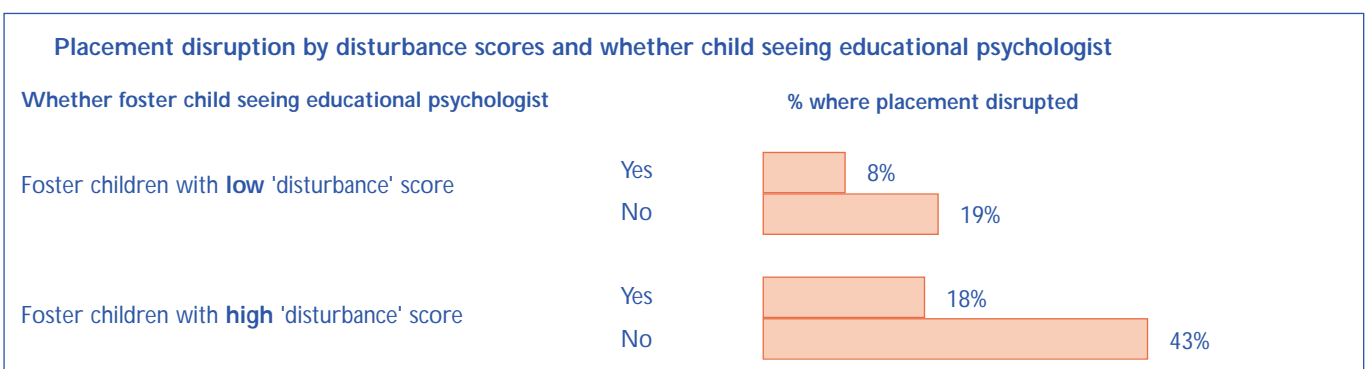 Placement disruption by disturbance scores and whether child seeing educational psychologist
Whether foster child seeing educational psychologist % where placement disrupted
Foster children with low 'disturbance' score
Yes 8%
No 19%
Foster children with high 'disturbance' score
Yes 18%
No 43%